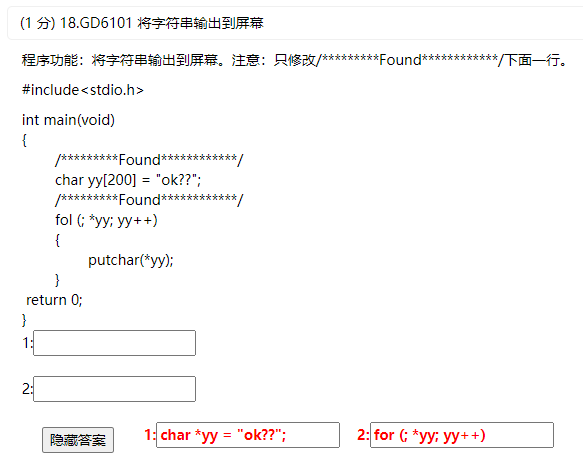 (1 分) 18.GD6101 将字符串输出到屏幕
程序功能：将字符串输出到屏幕。注意：只修改/*********Found************/下面一行。
#include<stdio.h>
int main(void)
{
/*********Found************/
char yy[200] = "ok??";
/*********Found************/
fol (; *yy; yy++)
{
putchar(*yy);
}
return 0;
}
1:
2:
隐藏答案 1: char *yy = "ok??"; 2: for (; *yy; yy++)